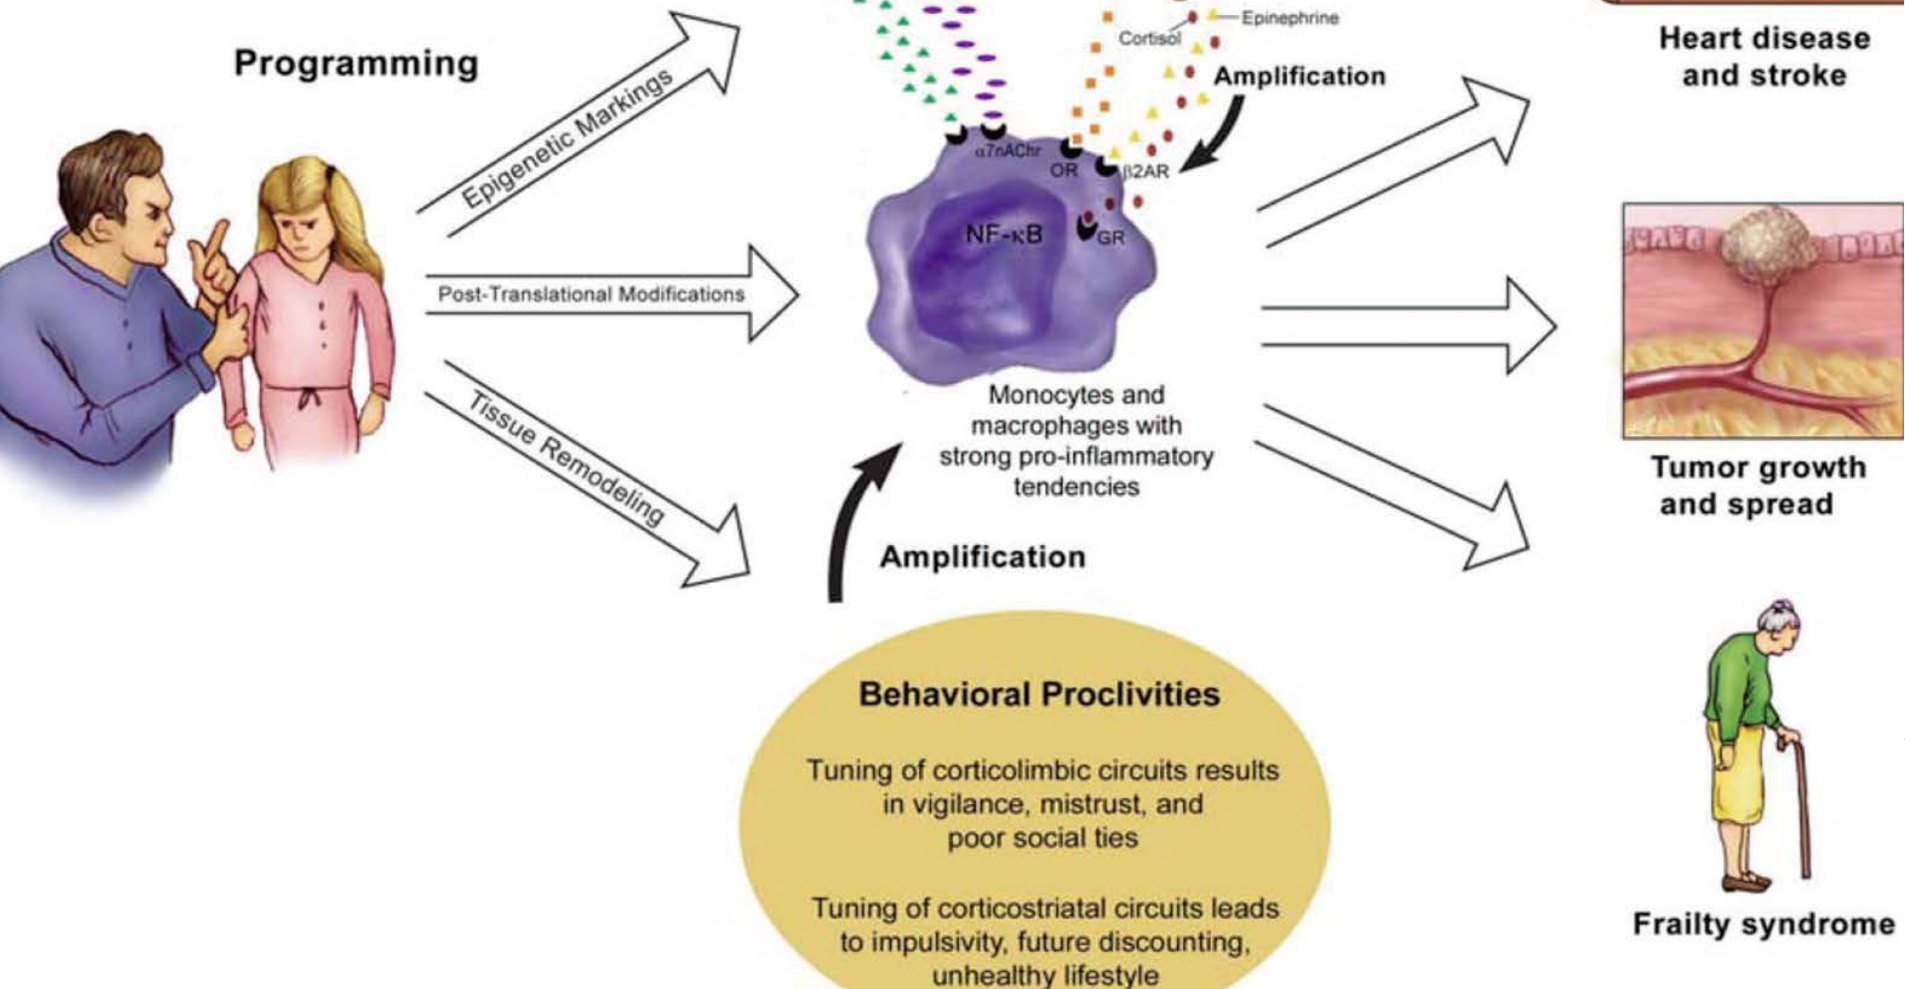 Programming
Epigenetic Markings
Post-Translational Modifications
Tissue Remodeling
Epinephrine
Cortisol
Amplification
α7nAChr
OR
β2AR
NF-κB
GR
Monocytes and
macrophages with
strong pro-inflammatory
tendencies
Amplification
Behavioral Proclivities
Tuning of corticolimbic circuits results
in vigilance, mistrust, and
poor social ties
Tuning of corticostriatal circuits leads
to impulsivity, future discounting,
unhealthy lifestyle
Heart disease
and stroke
Tumor growth
and spread
Frailty syndrome